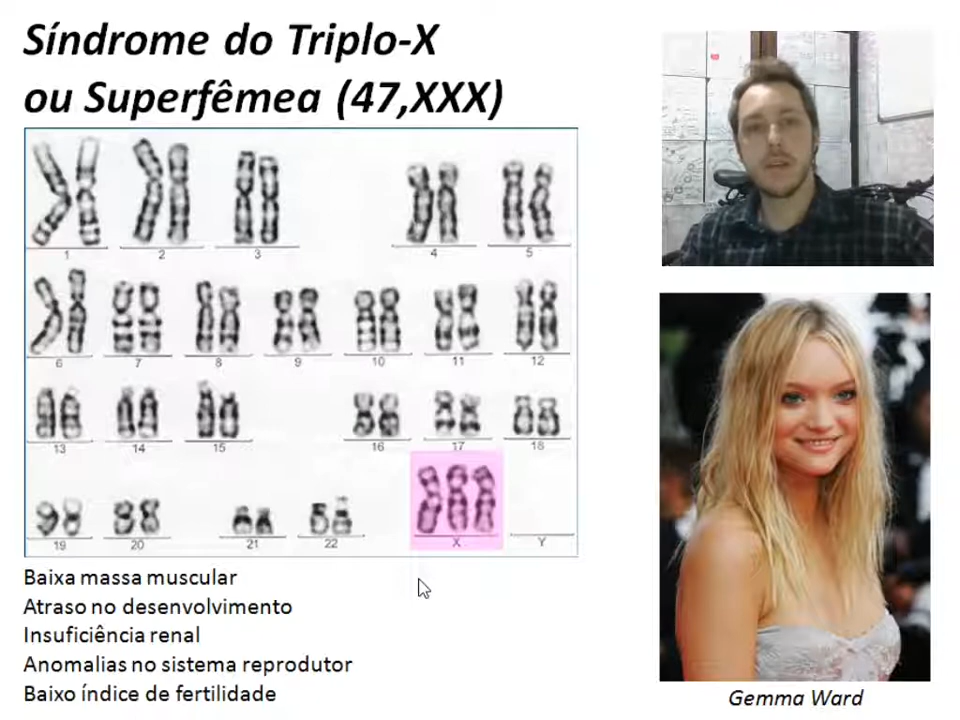 Síndrome do Triplo-X
ou Superfêmea (47,XXX)
1 2 3 4 5
6 7 8 9 10 11 12
13 14 15 16 17 18
19 20 21 22 X Y
Baixa massa muscular
Atraso no desenvolvimento
Insuficiência renal
Anomalias no sistema reprodutor
Baixo índice de fertilidade
Gemma Ward